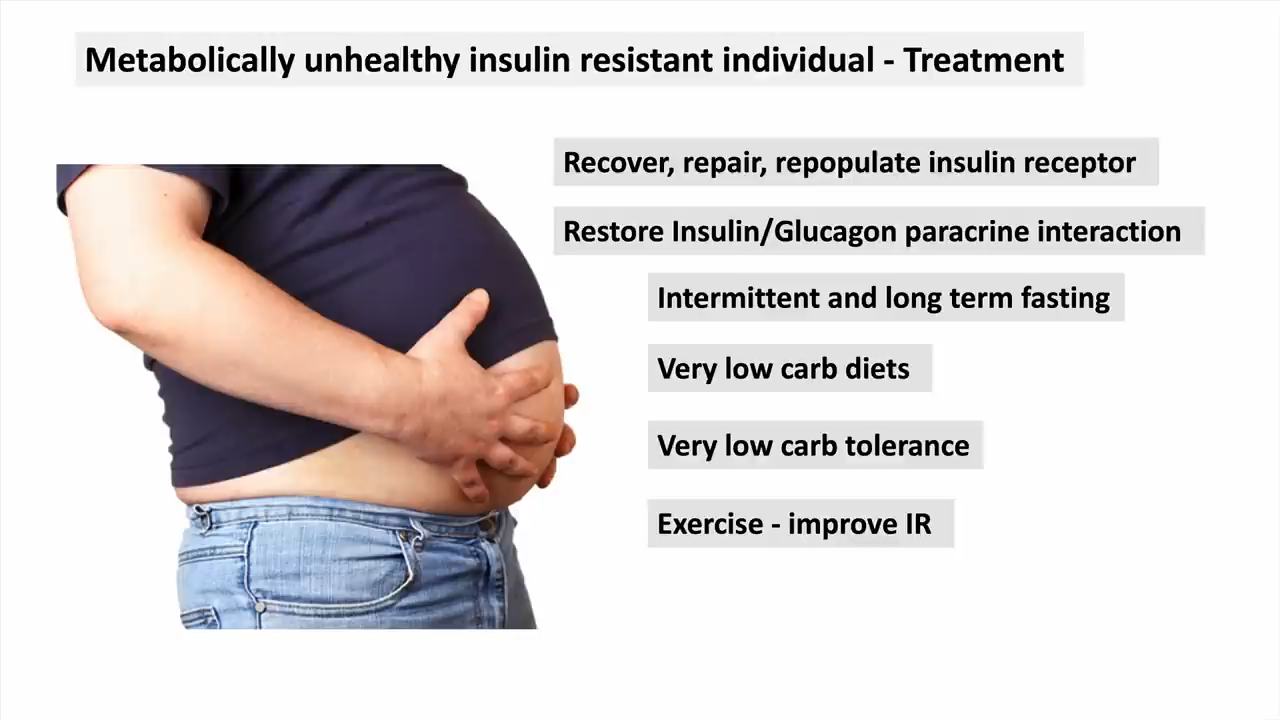 Metabolically unhealthy insulin resistant individual - Treatment
Recover, repair, repopulate insulin receptor
Restore Insulin/Glucagon paracrine interaction
Intermittent and long term fasting
Very low carb diets
Very low carb tolerance
Exercise - improve IR